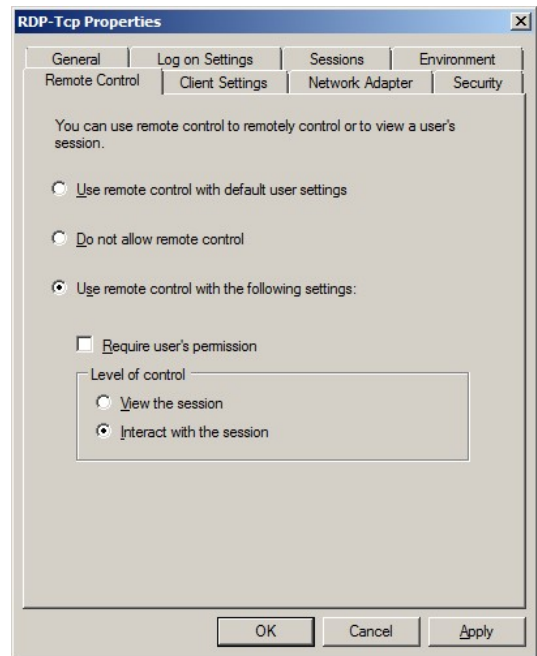 RDP-Tcp Properties
General Log on Settings Sessions Environment
Remote Control Client Settings Network Adapter Security
You can use remote control to remotely control or to view a user's
session.
Use remote control with default user settings
Do not allow remote control
Use remote control with the following settings:
Require user's permission
Level of control
View the session
Interact with the session
OK Cancel Apply